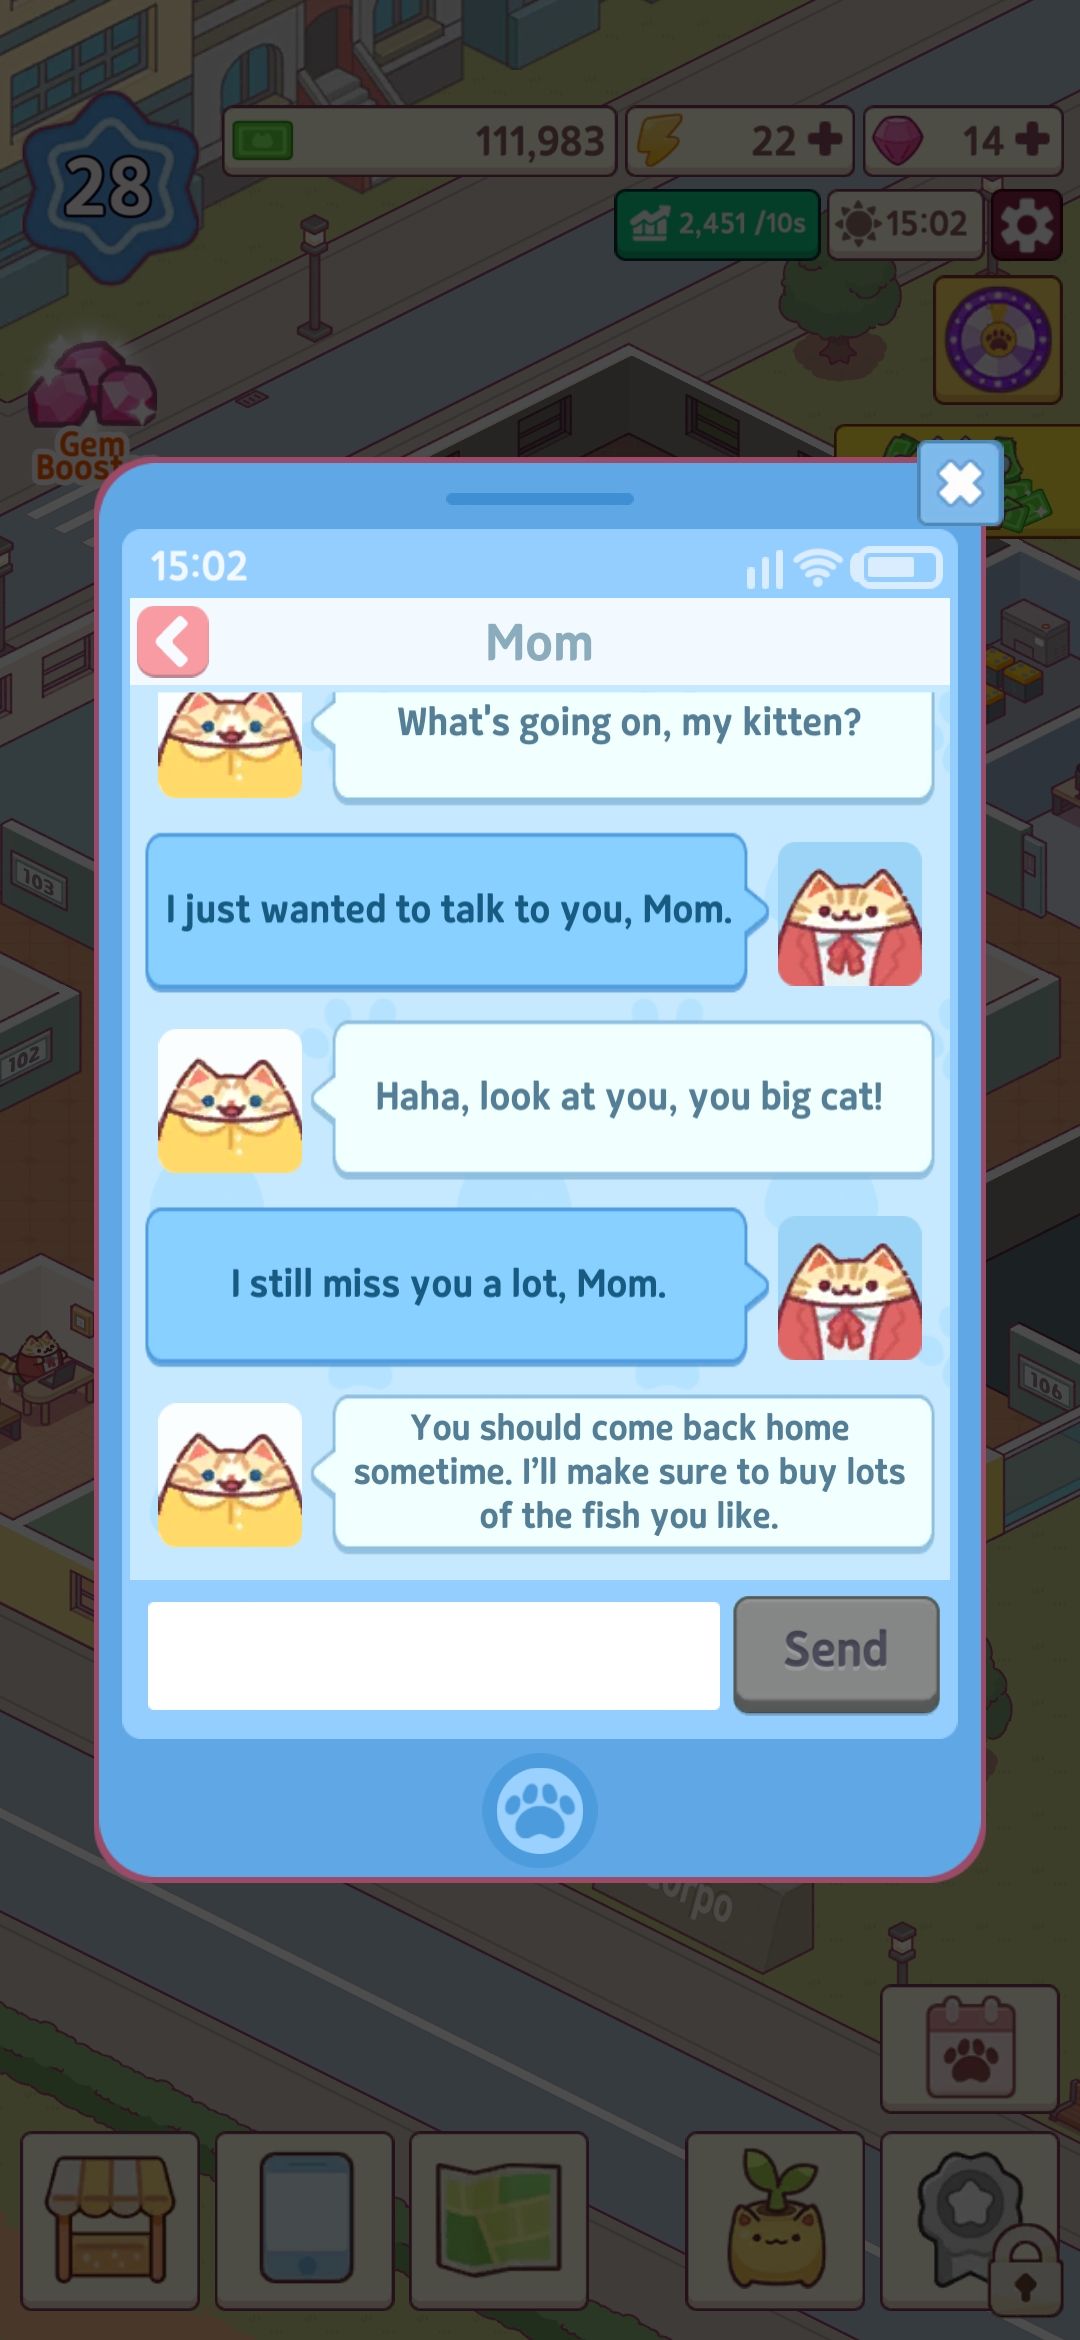 28
111,983
22
14
2,451 /10s
15:02
Gem
Boost
15:02
Mom
What's going on, my kitten?
I just wanted to talk to you, Mom.
103
Haha, look at you, you big cat!
102
I still miss you a lot, Mom.
106
You should come back home
sometime. I’ll make sure to buy lots
of the fish you like.
Send